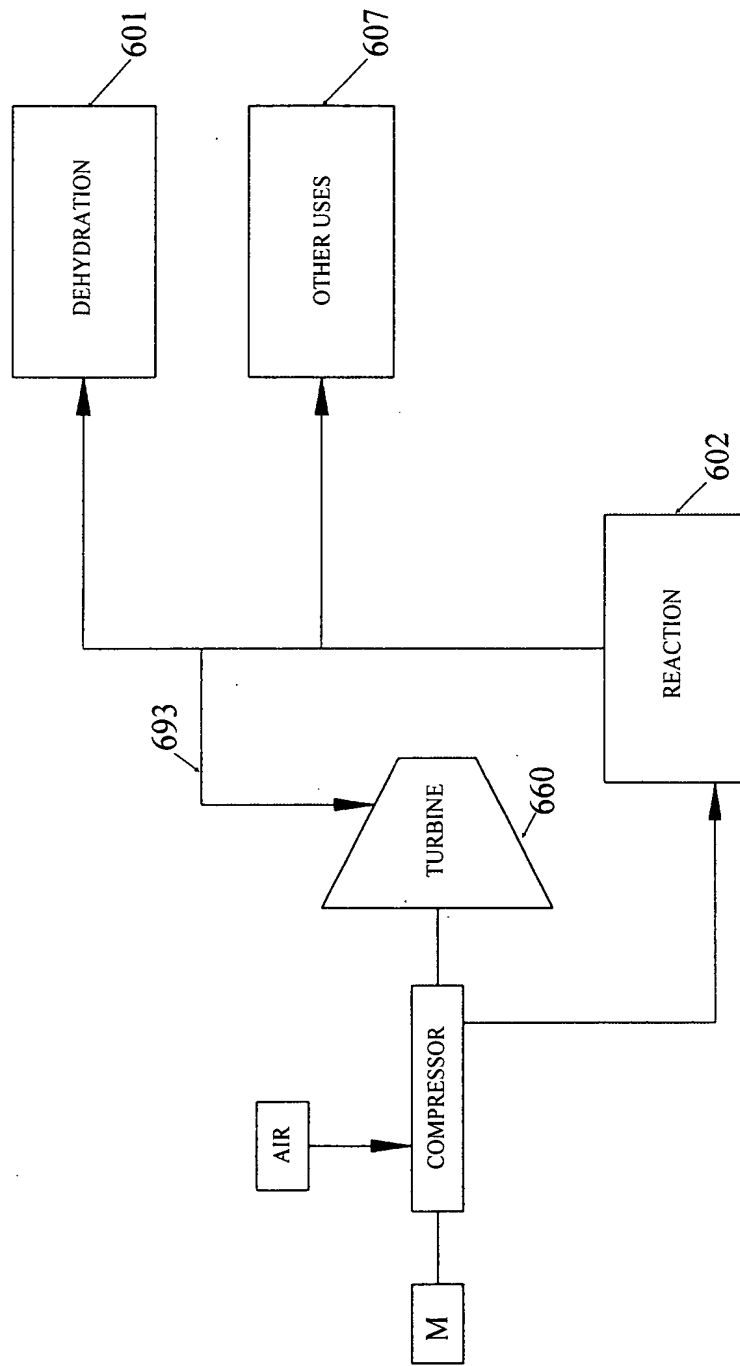 601
DEHYDRATION
607
OTHER USES
693
TURBINE
660
602
REACTION
AIR
COMPRESSOR
M